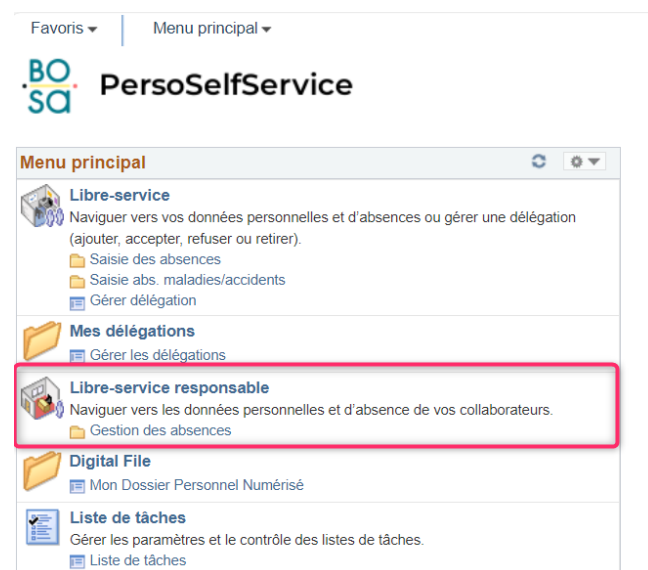 Favoris
Menu principal
BOSA
PersoSelfService
Menu principal
Libre-service
Naviguer vers vos données personnelles et d'absences ou gérer une délégation
(ajouter, accepter, refuser ou retirer).
Saisie des absences
Saisie abs. maladies/accidents
Gérer délégation
Mes délégations
Gérer les délégations
Libre-service responsable
Naviguer vers les données personnelles et d'absence de vos collaborateurs.
Gestion des absences
Digital File
Mon Dossier Personnel Numérisé
Liste de tâches
Gérer les paramètres et le contrôle des listes de tâches.
Liste de tâches